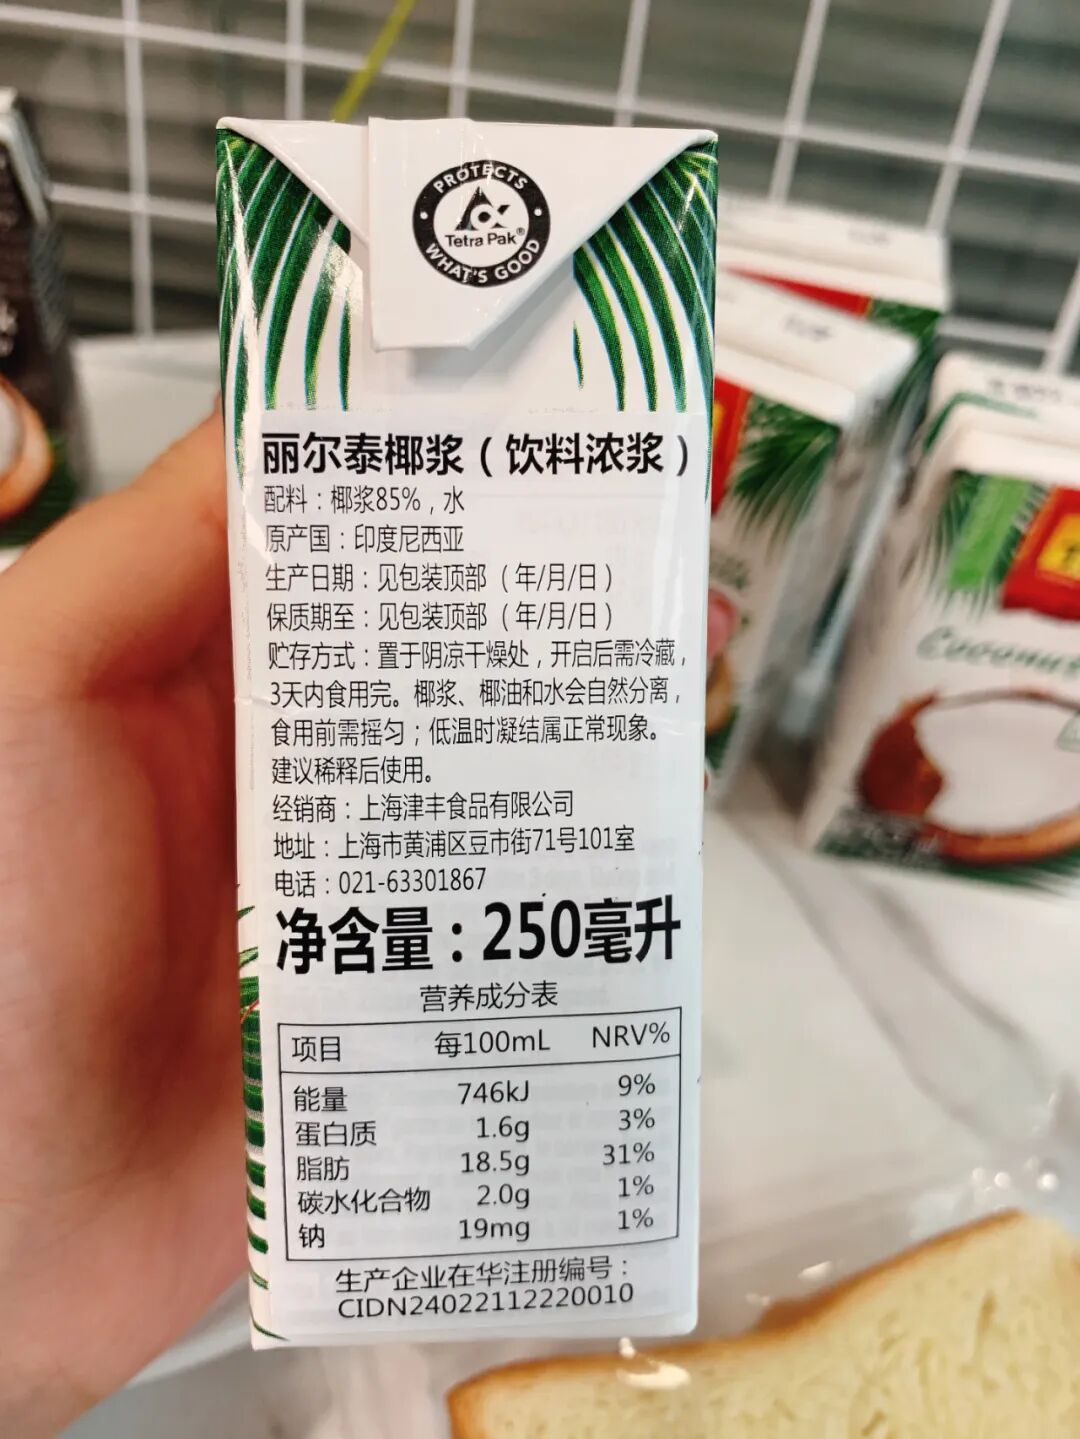 PROTECTS
Tetra Pak®
WHAT'S GOOD
丽尔泰椰浆（饮料浓浆）
配料：椰浆85%，水
原产国：印度尼西亚
生产日期：见包装顶部（年/月/日）
保质期至：见包装顶部（年/月/日）
贮存方式：置于阴凉干燥处，开启后需冷藏，
3天内食用完。椰浆、椰油和水会自然分离，
食用前需摇匀；低温时凝结属正常现象。
建议稀释后使用。
经销商：上海津丰食品有限公司
地址：上海市黄浦区豆市街71号101室
电话：021-63301867
净含量：250毫升
营养成分表
项目 每100mL NRV%
能量 746kJ 9%
蛋白质 1.6g 3%
脂肪 18.5g 31%
碳水化合物 2.0g 1%
钠 19mg 1%
生产企业在华注册编号：
CIDN24022112220010